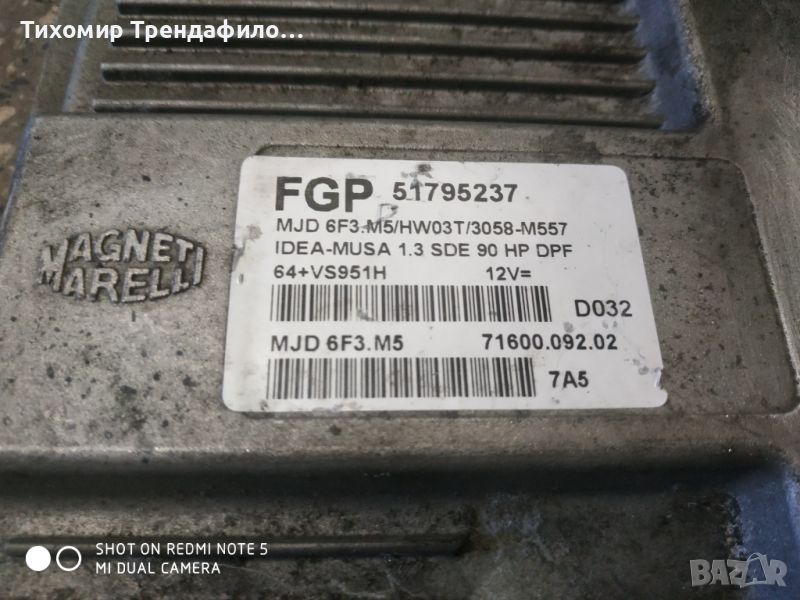 Тихомир Трендафило...
FGP 51795237
MJD 6F3.M5/HW03T/3058-M557
IDEA-MUSA 1.3 SDE 90 HP DPF
64+VS951H 12V=
D032
MJD 6F3.M5 71600.092.02
7A5
MAGNETI
MARELLI
SHOT ON REDMI NOTE 5
MI DUAL CAMERA
BAZAR